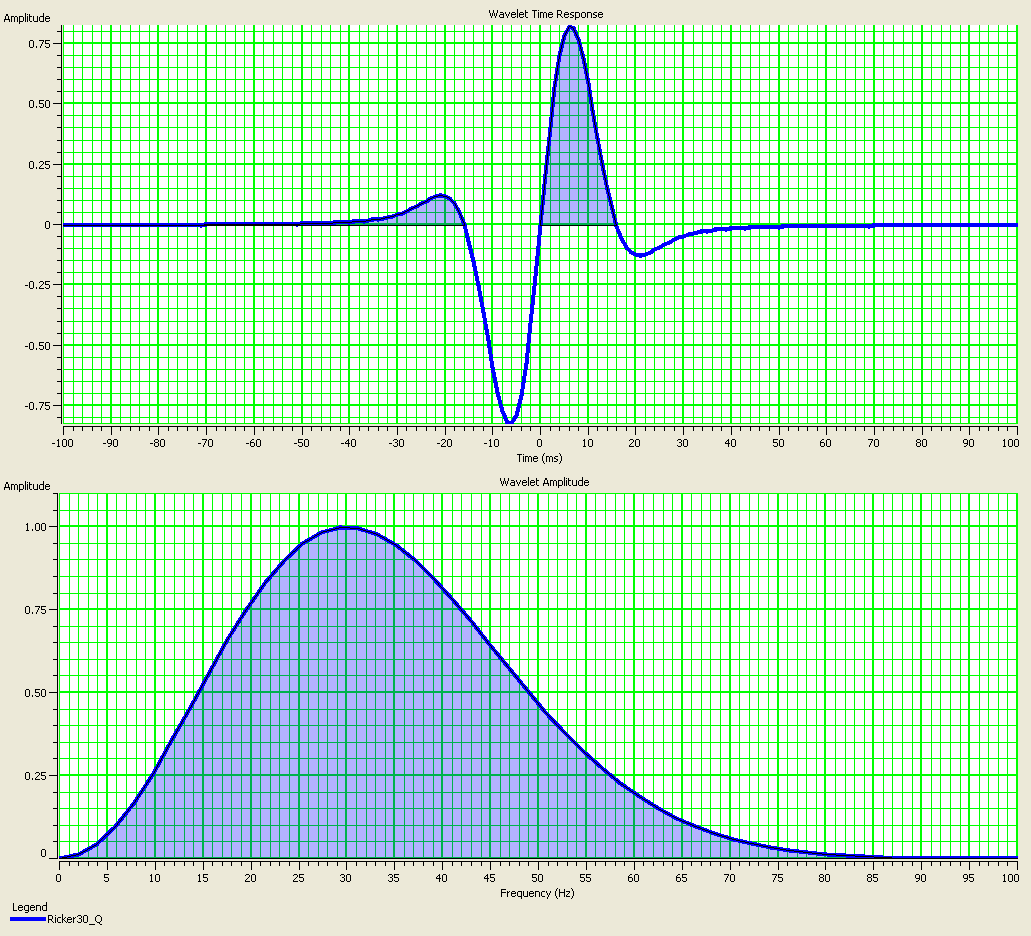 Wavelet Time Response
Amplitude
0.75
0.50
0.25
0
-0.25
-0.50
-0.75
-100 -90 -80 -70 -60 -50 -40 -30 -20 -10 0 10 20 30 40 50 60 70 80 90 100
Time (ms)
Wavelet Amplitude
Amplitude
1.00
0.75
0.50
0.25
0
0 5 10 15 20 25 30 35 40 45 50 55 60 65 70 75 80 85 90 95 100
Frequency (Hz)
Legend
Ricker30_Q